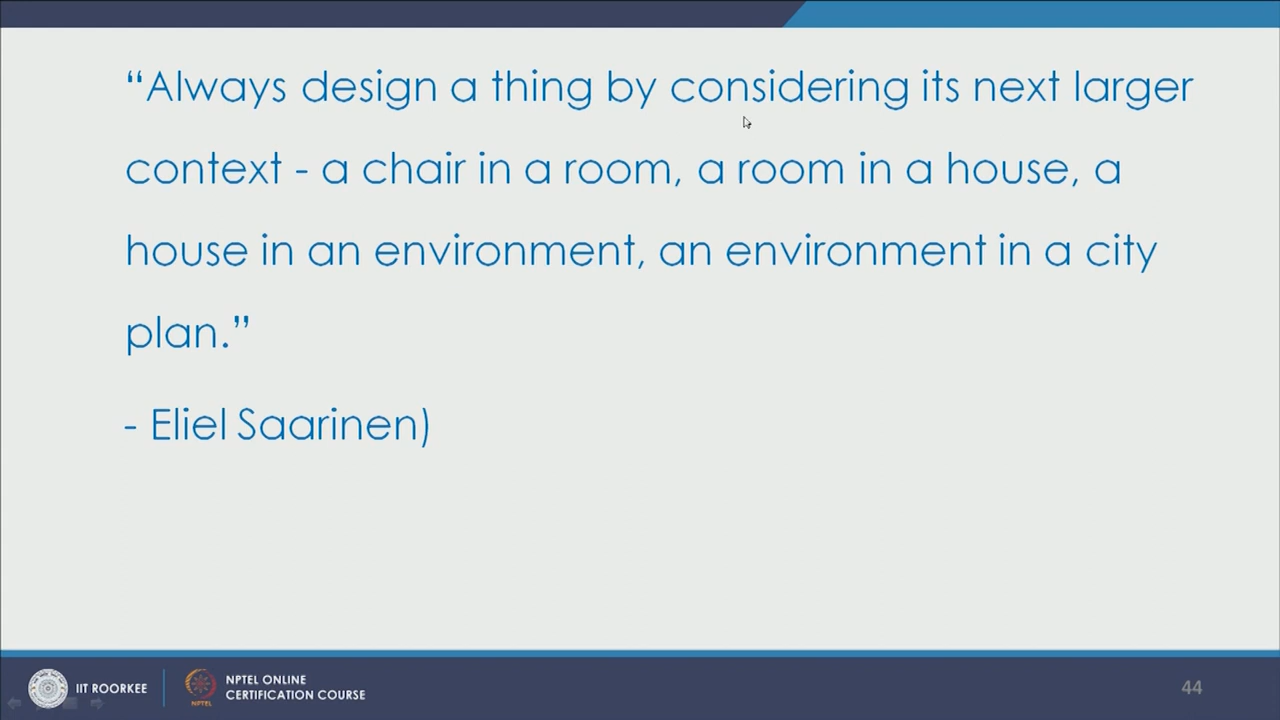 “Always design a thing by considering its next larger
context - a chair in a room, a room in a house, a
house in an environment, an environment in a city
plan.”
- Eliel Saarinen)
IIT ROORKEE
NPTEL
NPTEL ONLINE
CERTIFICATION COURSE
44